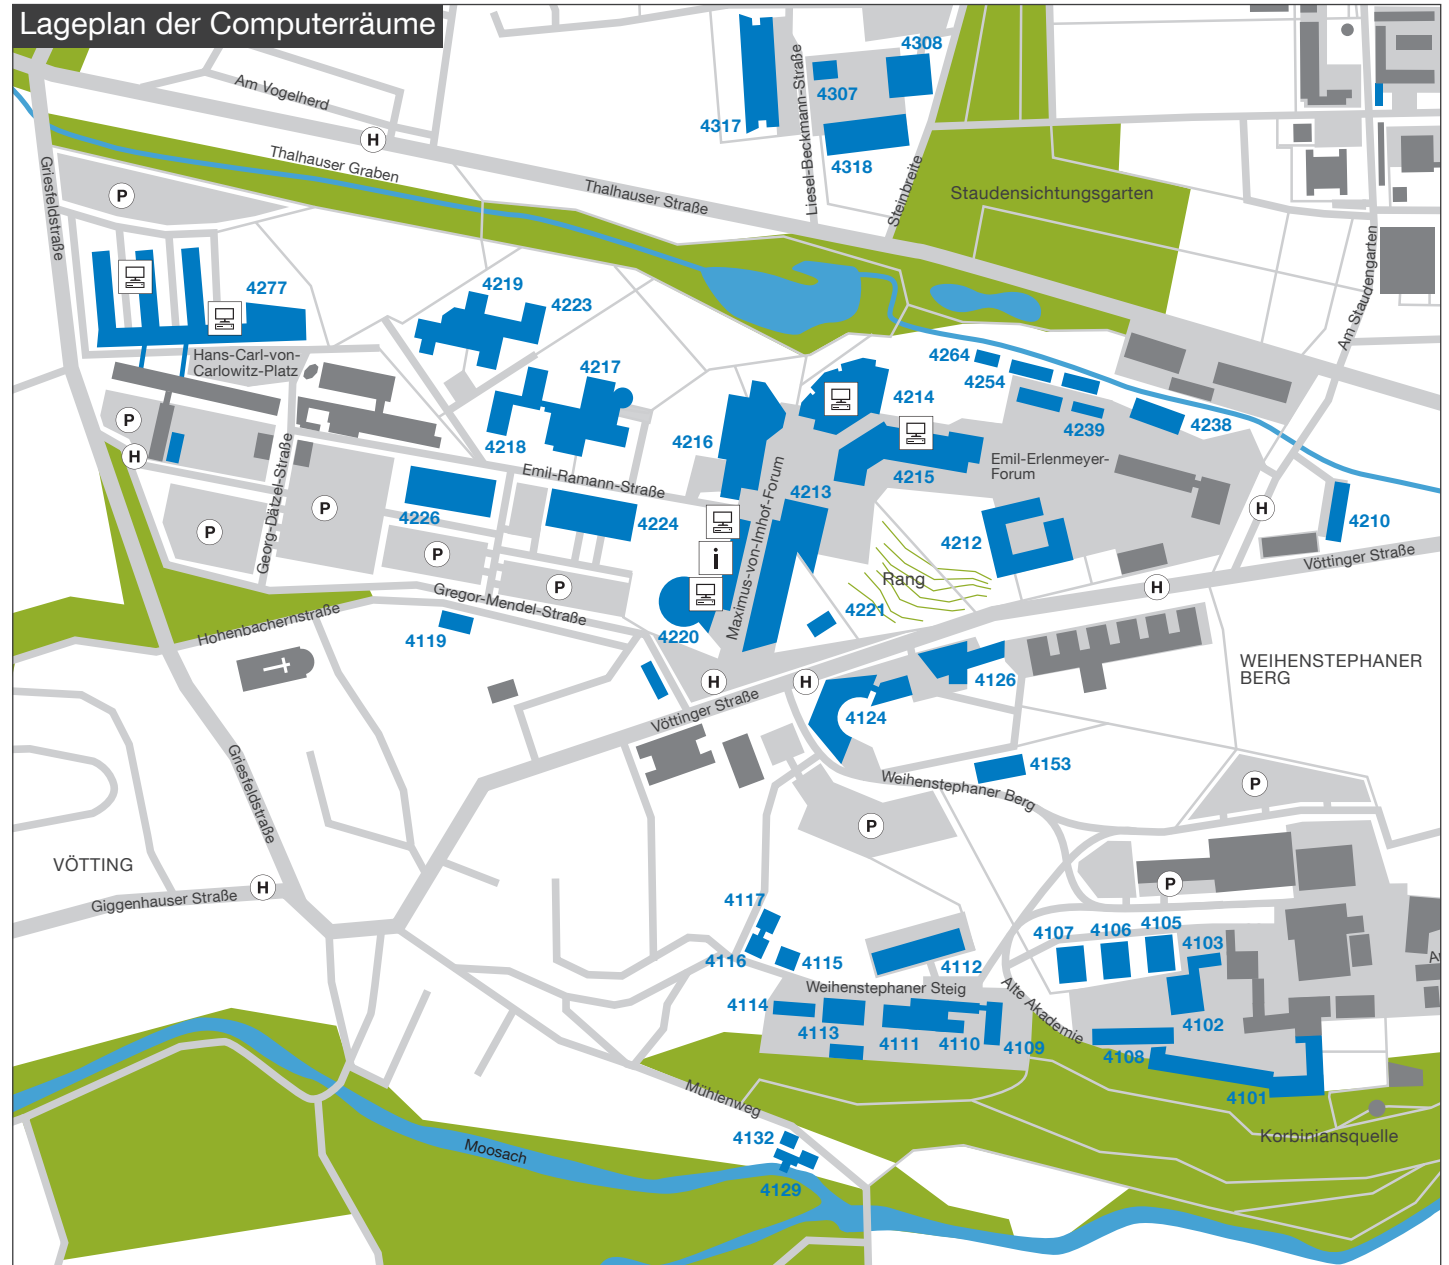 Lageplan der Computerräume
4308
4307
4317
4318
Am Vogelherd
H
Thalhauser Graben
Thalhauser Straße
Liesel-Beckmann-Straße
Steinbreite
Staudensichtungsgarten
Griesfeldstraße
P
Am Staudengarten
4277
4219
4223
Hans-Carl-von-
Carlowitz-Platz
4217
4218
4264
4254
4214
4239
4238
4216
4215
Emil-Erlenmeyer-
Forum
P
H
Georg-Dätzel-Straße
Emil-Ramann-Straße
4213
4226
4224
P
P
P
P
i
Maximus-von-Imhof-Forum
4212
H
4210
Vöttinger Straße
Rang
H
4221
Gregor-Mendel-Straße
4119
Hohenbachernstraße
4220
H
H
Vöttinger Straße
4126
4124
WEIHENSTEPHANER
BERG
Griesfeldstraße
4153
Weihenstephaner Berg
P
P
VÖTTING
H
Giggenhauser Straße
P
4117
4116
4115
4112
4107
4106
4105
4103
Weihenstephaner Steig
4114
4113
4111
4110
4109
Alte Akademie
4102
4108
4101
Mühlenweg
Korbiniansquelle
Moosach
4132
4129